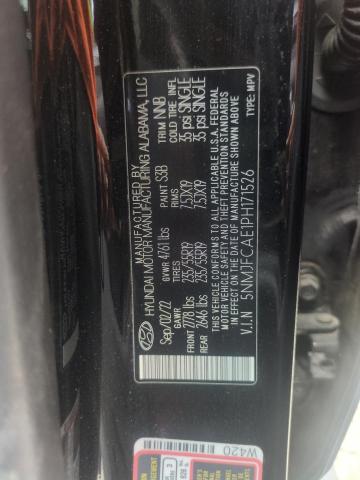 MANUFACTURED BY
HYUNDAI MOTOR MANUFACTURING ALABAMA, LLC
Sep/02/22 GVWR 4761 lbs PAINT S3B TRIM NNB
GAWR TIRES RIMS COLD TIRE INFL
FRONT 2778 lbs 235/55R19 7.5JX19 35 psi SINGLE
REAR 2646 lbs 235/55R19 7.5JX19 35 psi SINGLE
THIS VEHICLE CONFORMS TO ALL APPLICABLE U.S.A. FEDERAL
MOTOR VEHICLE SAFETY AND THEFT PREVENTION STANDARDS
IN EFFECT ON THE DATE OF MANUFACTURE SHOWN ABOVE
V.I.N 5NMJFCAE1PH171526 TYPE: MPV
W420